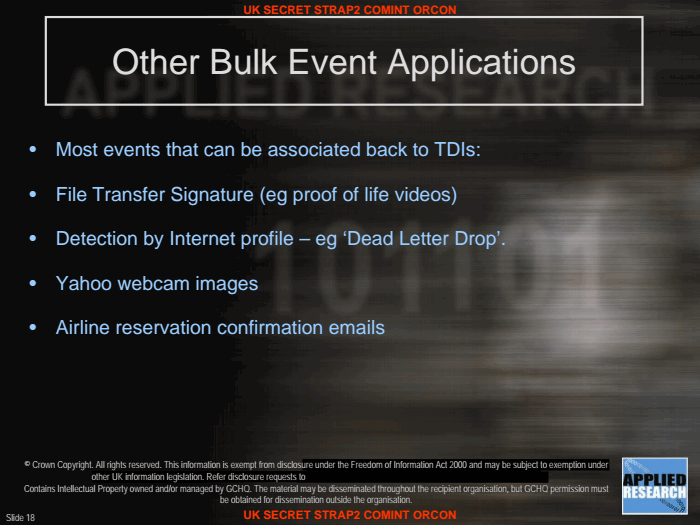 UK SECRET STRAP2 COMINT ORCON
Other Bulk Event Applications
APPLIED RESEARCH
• Most events that can be associated back to TDIs:
• File Transfer Signature (eg proof of life videos)
• Detection by Internet profile – eg ‘Dead Letter Drop’.
101101
• Yahoo webcam images
• Airline reservation confirmation emails
© Crown Copyright. All rights reserved. This information is exempt from disclosure under the Freedom of Information Act 2000 and may be subject to exemption under
other UK information legislation. Refer disclosure requests to
Contains Intellectual Property owned and/or managed by GCHQ. The material may be disseminated throughout the recipient organisation, but GCHQ permission must
be obtained for dissemination outside the organisation.
APPLIED
RESEARCH
Slide 18
UK SECRET STRAP2 COMINT ORCON